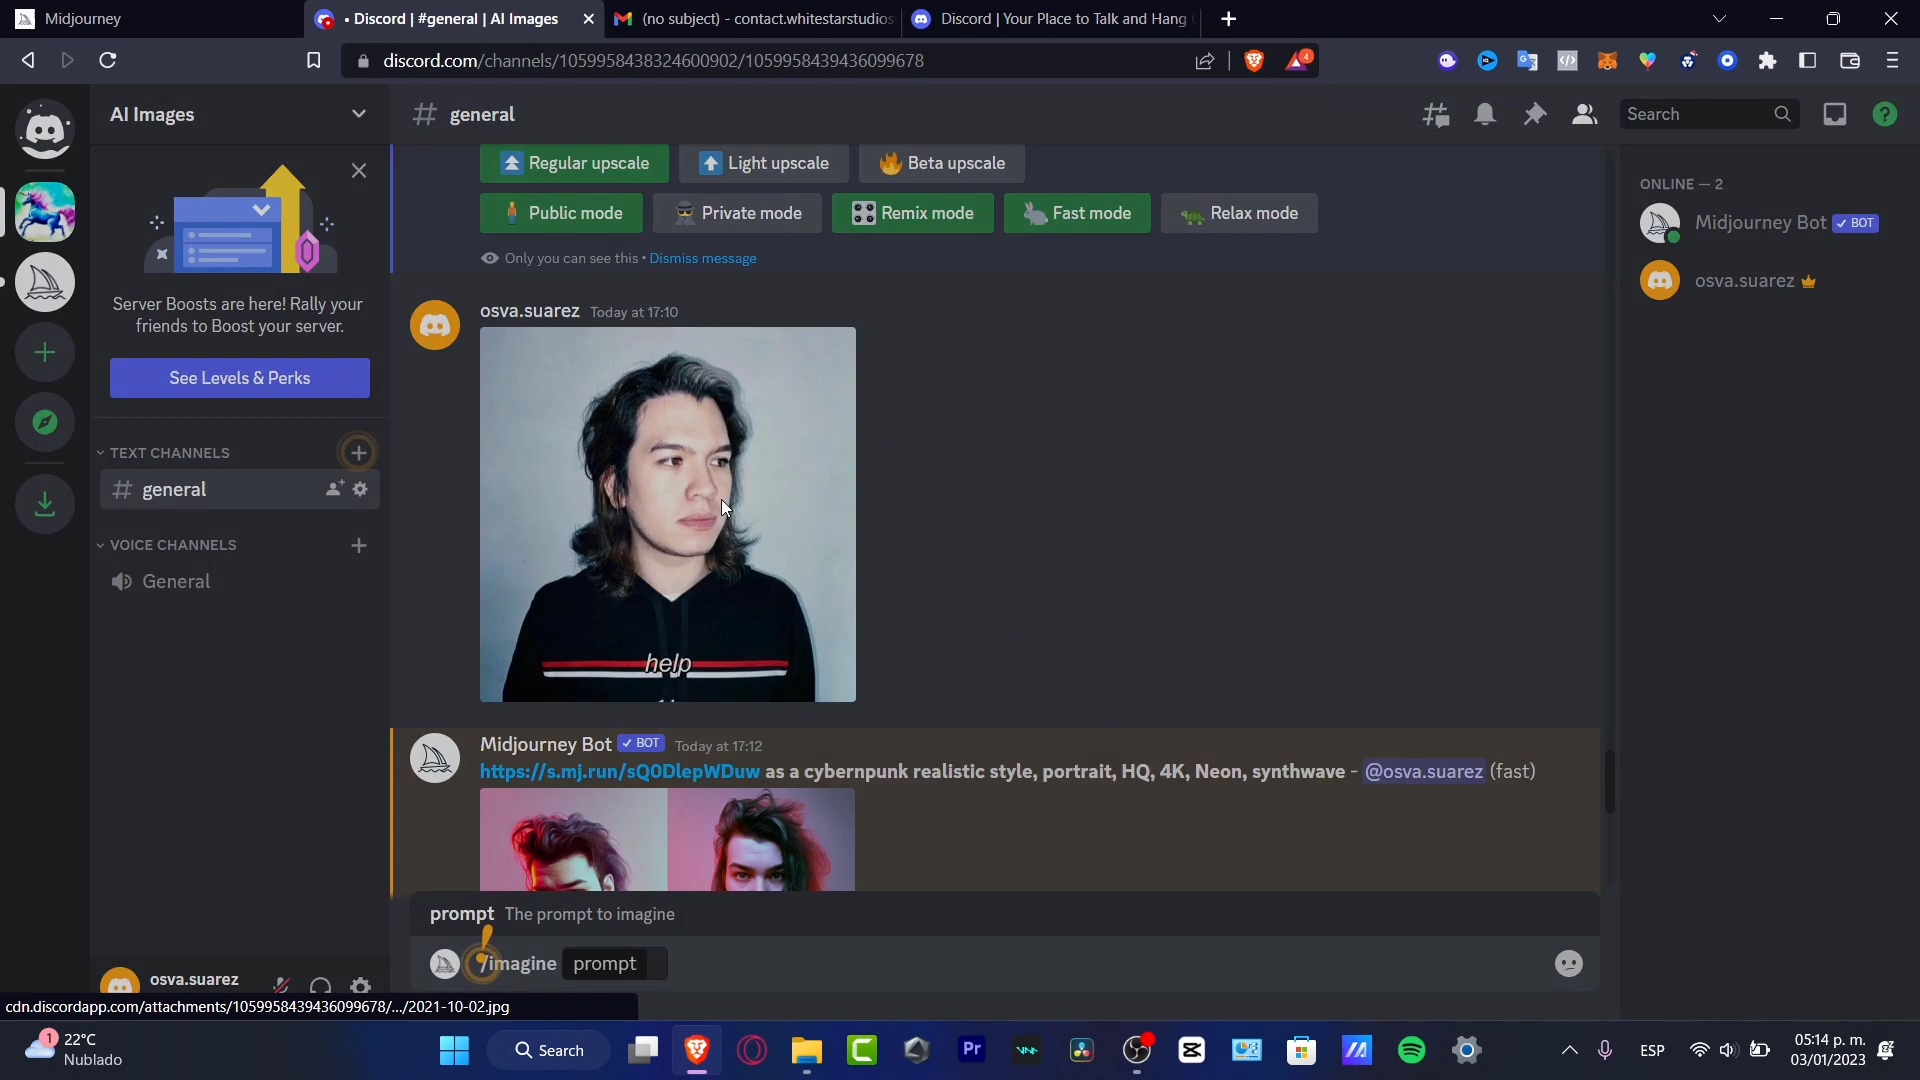 Midjourney
• Discord | #general | AI Images
(no subject) - contact.whitestarstudios
Discord | Your Place to Talk and Hang
discord.com/channels/1059958438324600902/1059958439436099678
4
AI Images
general
Search
Regular upscale
Light upscale
Beta upscale
Public mode
Private mode
Remix mode
Fast mode
Relax mode
Only you can see this • Dismiss message
Server Boosts are here! Rally your
friends to Boost your server.
See Levels & Perks
TEXT CHANNELS
general
VOICE CHANNELS
General
ONLINE — 2
Midjourney Bot BOT
osva.suarez
osva.suarez Today at 17:10
help
Midjourney Bot BOT Today at 17:12
https://s.mj.run/sQ0DlepWDuw as a cybernpunk realistic style, portrait, HQ, 4K, Neon, synthwave - @osva.suarez (fast)
prompt The prompt to imagine
/imagine prompt
osva.suarez
cdn.discordapp.com/attachments/1059958439436099678/.../2021-10-02.jpg
1
22°C
Nublado
Search
Pr
ESP
05:14 p. m.
03/01/2023